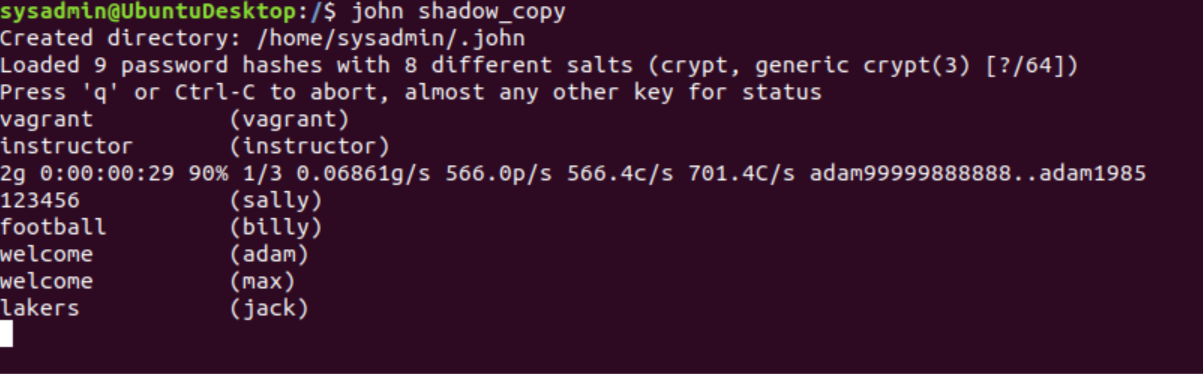 sysadmin@UbuntuDesktop:/$ john shadow_copy
Created directory: /home/sysadmin/.john
Loaded 9 password hashes with 8 different salts (crypt, generic crypt(3) [?/64])
Press 'q' or Ctrl-C to abort, almost any other key for status
vagrant          (vagrant)
instructor       (instructor)
2g 0:00:00:29 90% 1/3 0.06861g/s 566.0p/s 566.4c/s 701.4C/s adam99999888888..adam1985
123456           (sally)
football         (billy)
welcome          (adam)
welcome          (max)
lakers           (jack)